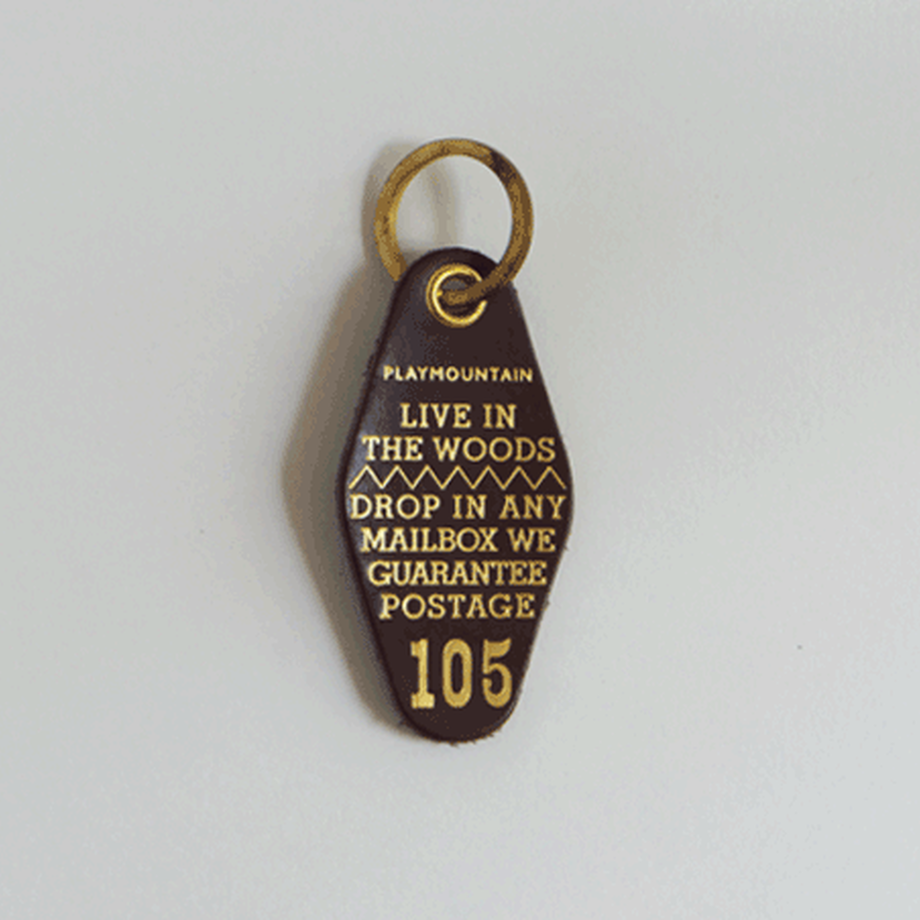 PLAYMOUNTAIN
LIVE IN
THE WOODS
DROP IN ANY
MAILBOX WE
GUARANTEE
POSTAGE
105